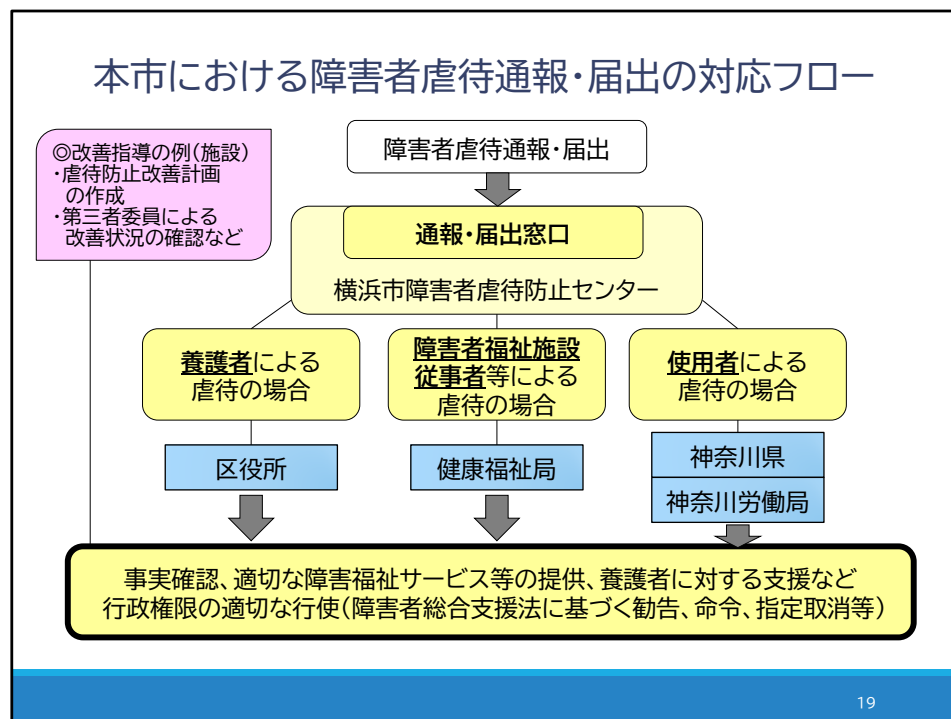 本市における障害者虐待通報・届出の対応フロー
◎改善指導の例(施設)
・虐待防止改善計画
の作成
・第三者委員による
改善状況の確認など
障害者虐待通報・届出
通報・届出窓口
横浜市障害者虐待防止センター
養護者による
虐待の場合
障害者福祉施設
従事者等による
虐待の場合
使用者による
虐待の場合
区役所
健康福祉局
神奈川県
神奈川労働局
事実確認、適切な障害福祉サービス等の提供、養護者に対する支援など
行政権限の適切な行使(障害者総合支援法に基づく勧告、命令、指定取消等)
19